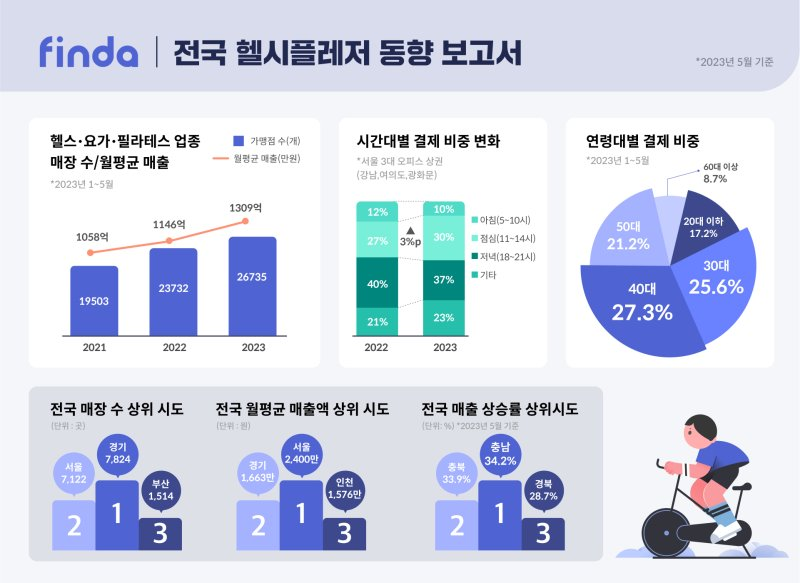 finda | 전국 헬시플레저 동향 보고서
*2023년 5월 기준
헬스·요가·필라테스 업종
매장 수/월평균 매출
*2023년 1~5월
가맹점 수(개)
월평균 매출(만원)
1058억
1146억
1309억
19503
23732
26735
2021
2022
2023
시간대별 결제 비중 변화
*서울 3대 오피스 상권
(강남,여의도,광화문)
12%
27%
40%
21%
▲
3%p
10%
30%
37%
23%
2022
2023
아침(5~10시)
점심(11~14시)
저녁(18~21시)
기타
연령대별 결제 비중
*2023년 1~5월
60대 이상
8.7%
20대 이하
17.2%
30대
25.6%
40대
27.3%
50대
21.2%
전국 매장 수 상위 시도
(단위 : 곳)
서울
7,122
경기
7,824
부산
1,514
2
1
3
전국 월평균 매출액 상위 시도
(단위 : 원)
경기
1,663만
서울
2,400만
인천
1,576만
2
1
3
전국 매출 상승률 상위시도
(단위: %) *2023년 5월 기준
충북
33.9%
충남
34.2%
경북
28.7%
2
1
3